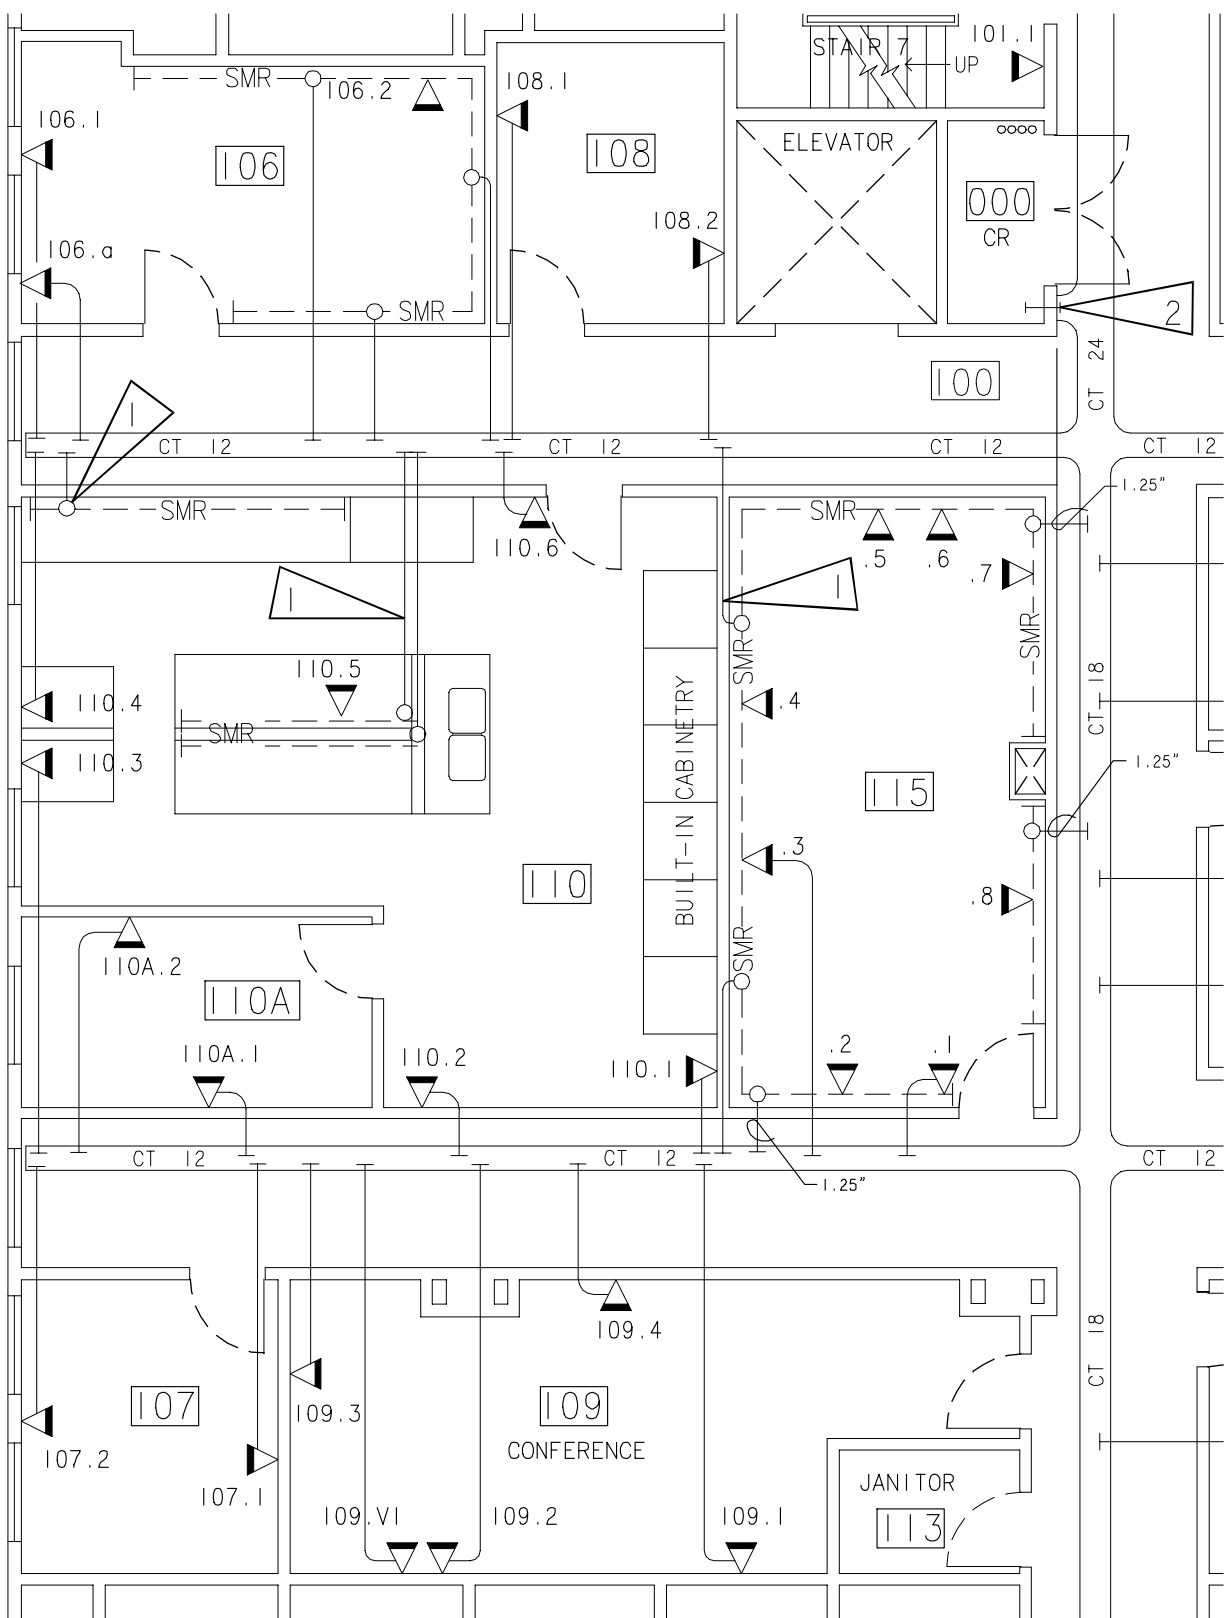 STAIR 7
UP
101.1
SMR
106.2
108.1
106.1
106
108
ELEVATOR
000
CR
108.2
106.a
SMR
2
100
CT 24
1
CT 12
CT 12
CT 12
CT 12
SMR
SMR
1.25"
110.6
.5
.6
.7
1
1
SMR
SMR
110.5
110.4
.4
CT 18
SMR
110.3
1.25"
115
BUILT-IN CABINETRY
.3
110
.8
SMR
110A.2
110A
110A.1
110.2
110.1
.2
.1
CT 12
CT 12
CT 12
1.25"
109.4
CT 18
107
109.3
109
CONFERENCE
107.2
107.1
JANITOR
109.V1
109.2
109.1
113